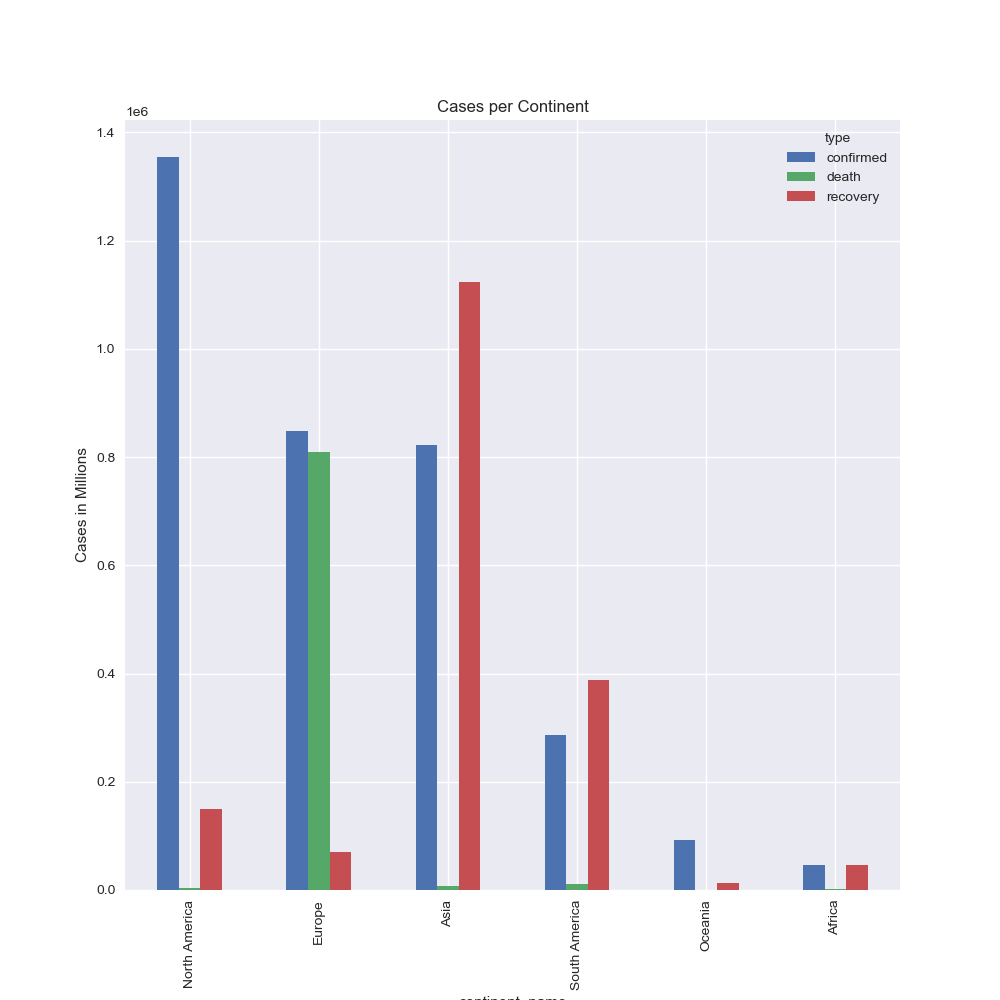 Cases per Continent
1e6
1.4
1.2
1.0
0.8
0.6
0.4
0.2
0.0
Cases in Millions
type
confirmed
death
recovery
North America
Europe
Asia
South America
Oceania
Africa
continent_name